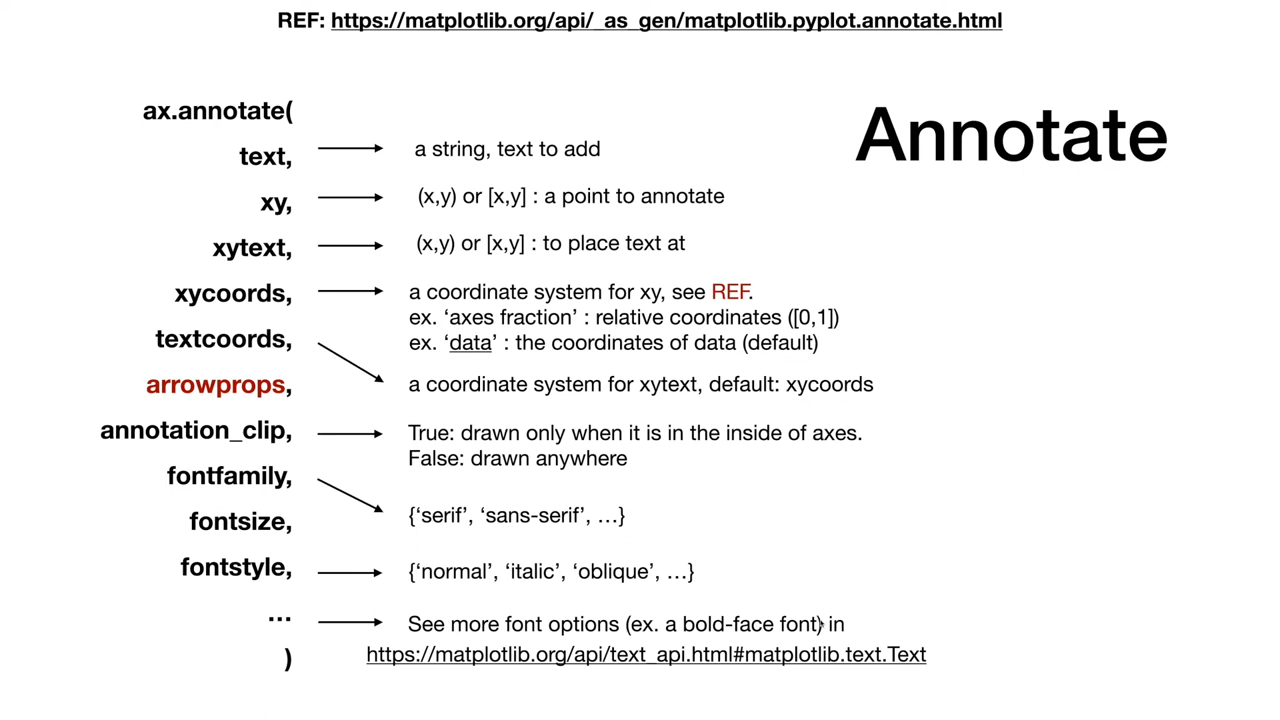 REF: https://matplotlib.org/api/_as_gen/matplotlib.pyplot.annotate.html
Annotate
ax.annotate(
text, a string, text to add
xy, (x,y) or [x,y] : a point to annotate
xytext, (x,y) or [x,y] : to place text at
xycoords, a coordinate system for xy, see REF.
ex. ‘axes fraction’ : relative coordinates ([0,1])
ex. ‘data’ : the coordinates of data (default)
textcoords,
arrowprops, a coordinate system for xytext, default: xycoords
annotation_clip, True: drawn only when it is in the inside of axes.
False: drawn anywhere
fontfamily,
fontsize, {‘serif’, ‘sans-serif’, …}
fontstyle, {‘normal’, ‘italic’, ‘oblique’, …}
… See more font options (ex. a bold-face font) in
) https://matplotlib.org/api/text_api.html#matplotlib.text.Text